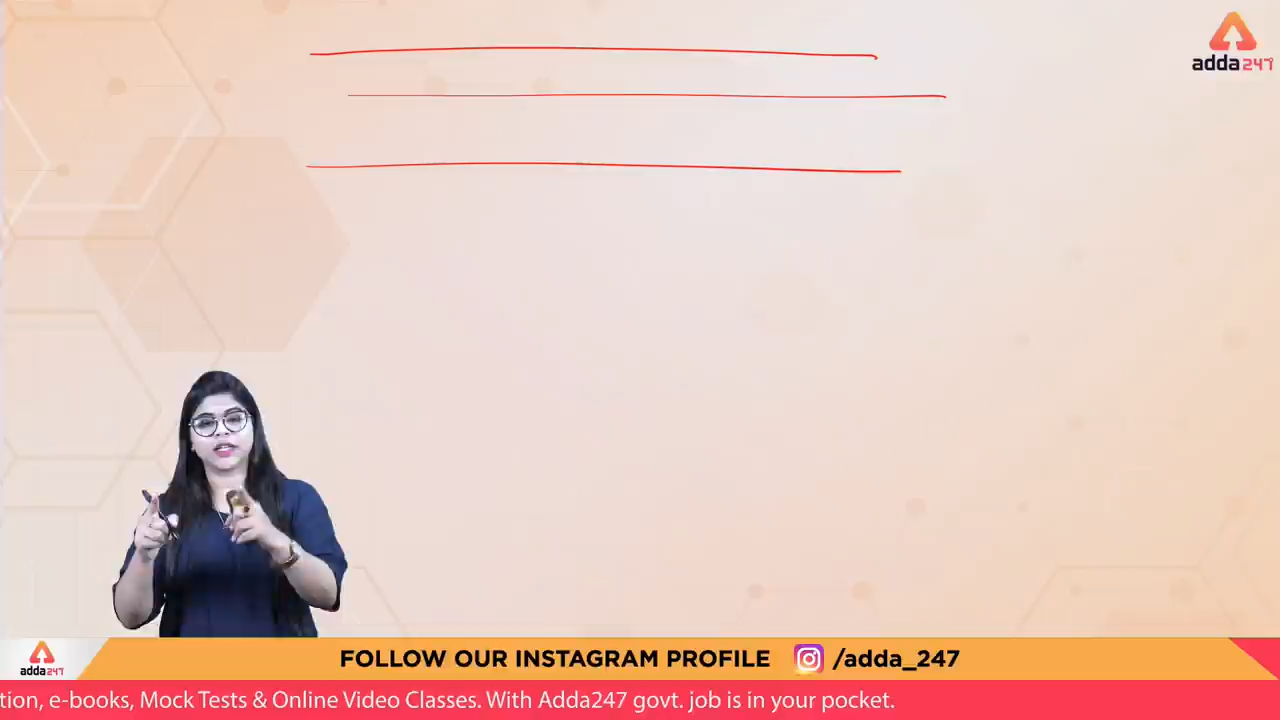 adda247
adda247
FOLLOW OUR INSTAGRAM PROFILE /adda_247
tion, e-books, Mock Tests & Online Video Classes. With Adda247 govt. job is in your pocket.